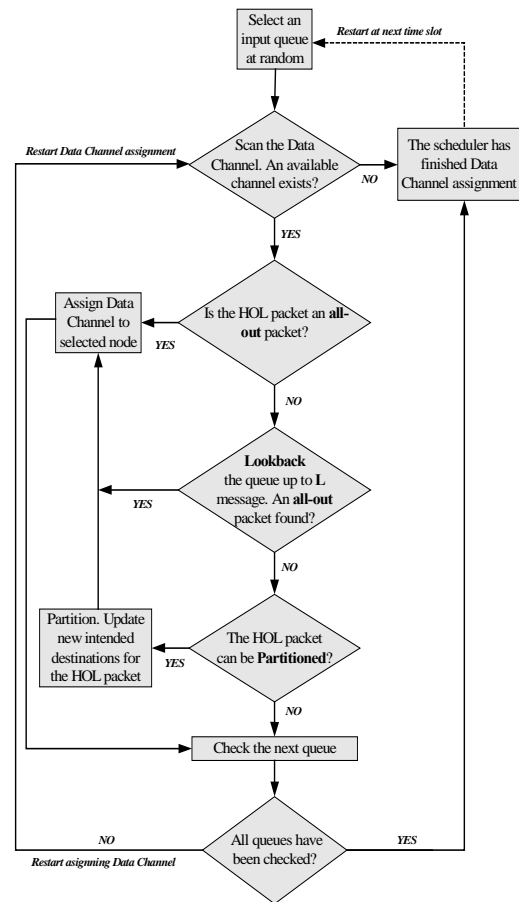 Select an
input queue
at random
Restart at next time slot
Restart Data Channel assignment
Scan the Data
Channel. An available
channel exists?
NO
The scheduler has
finished Data
Channel assignment
YES
Assign Data
Channel to
selected node
YES
Is the HOL packet an all-
out packet?
NO
Lookback
the queue up to L
message. An all-out
packet found?
YES
NO
Partition. Update
new intended
destinations for
the HOL packet
YES
The HOL packet
can be Partitioned?
NO
Check the next queue
NO
Restart asignning Data Channel
All queues have
been checked?
YES